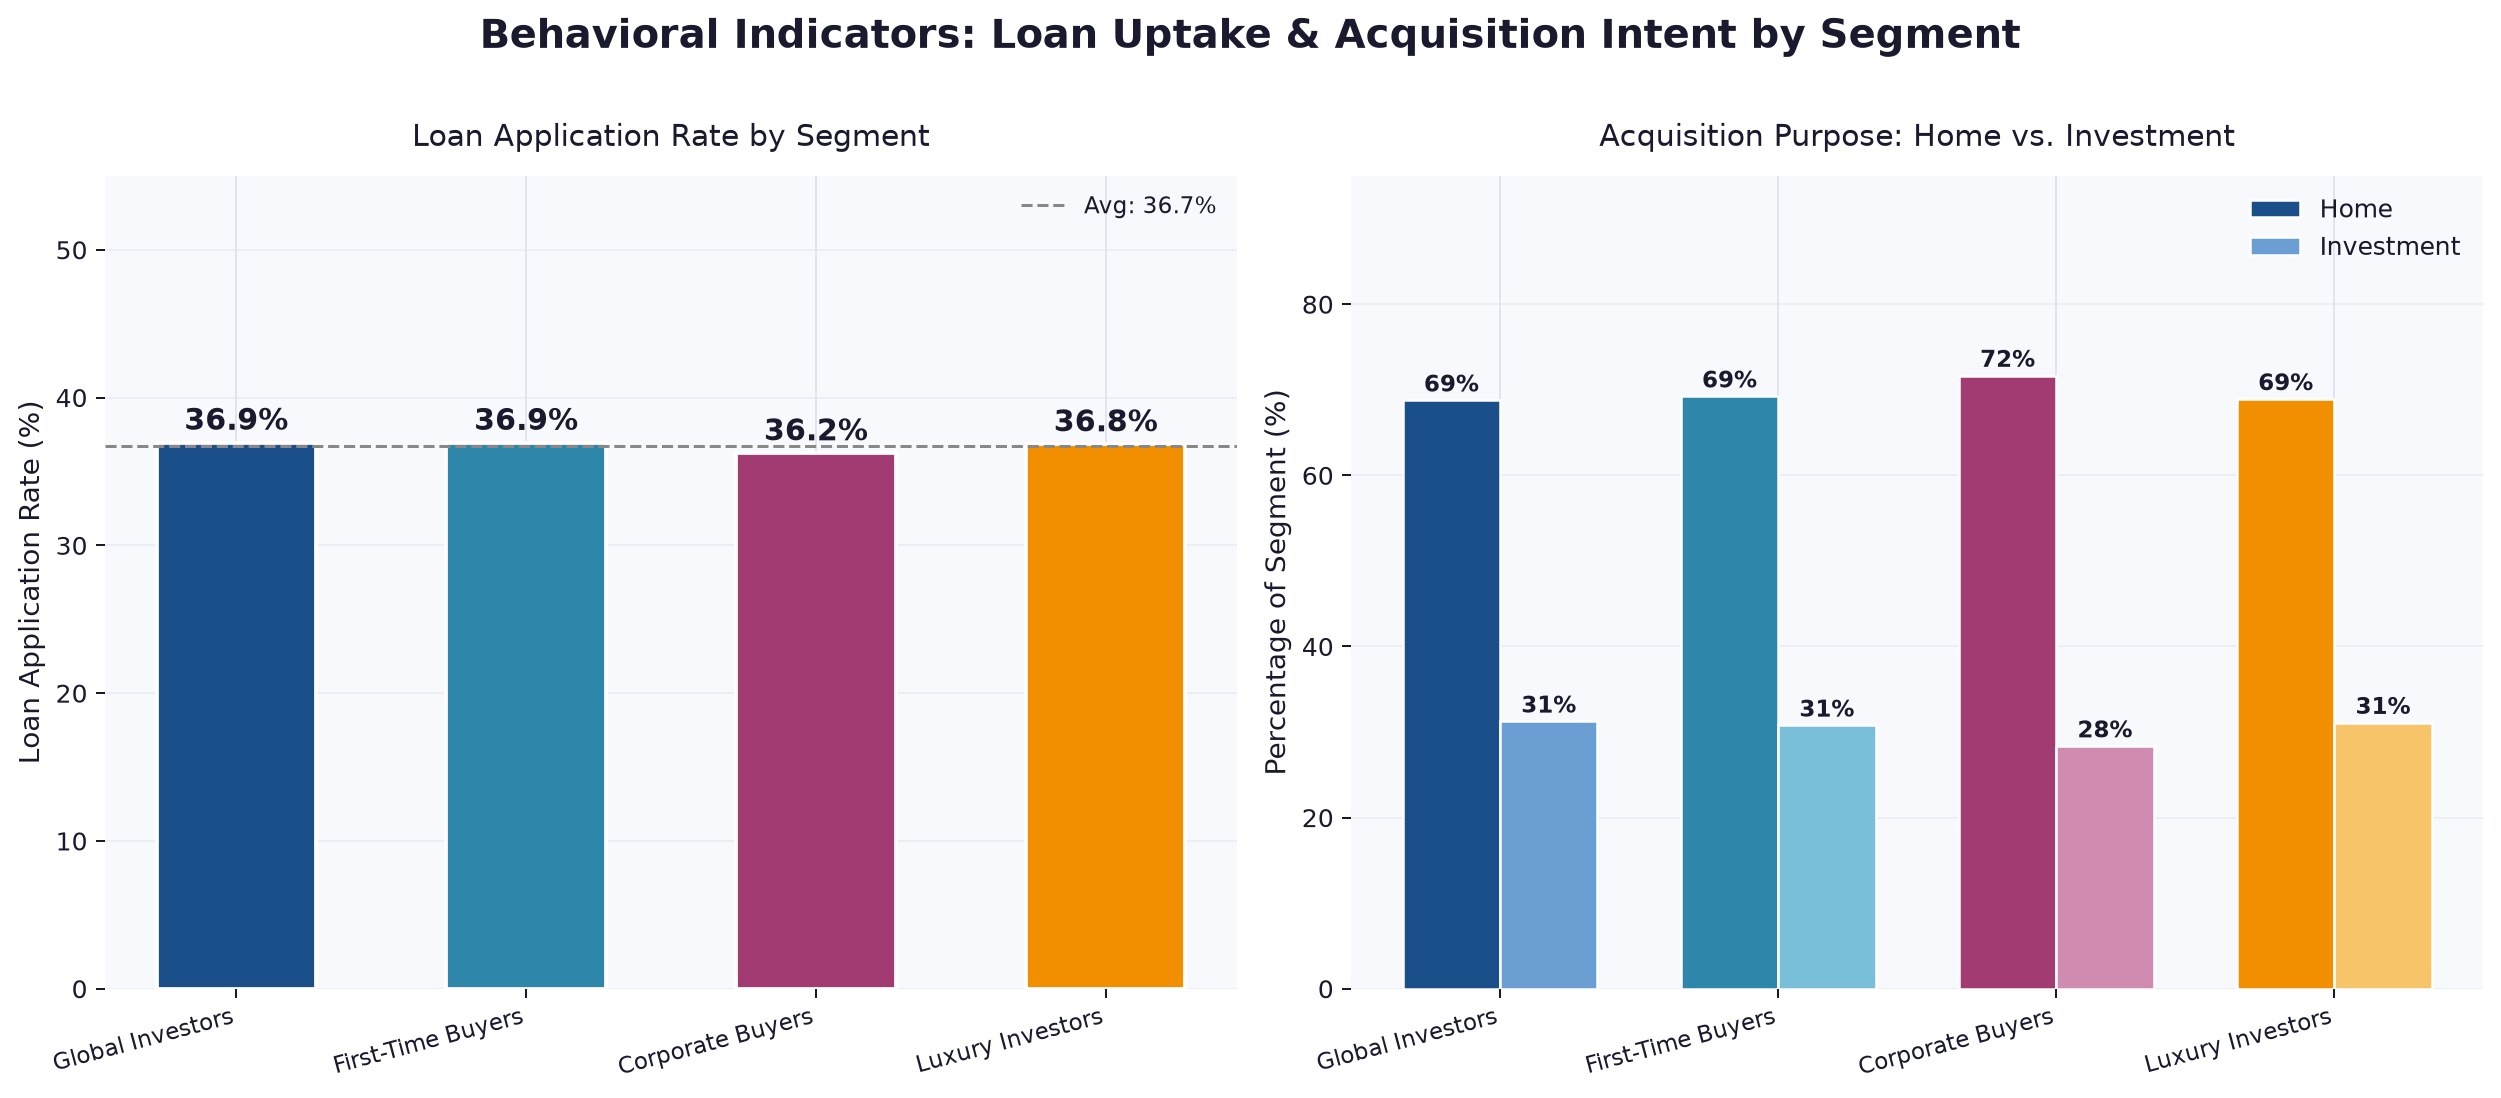 Behavioral Indicators: Loan Uptake & Acquisition Intent by Segment
Loan Application Rate by Segment
Avg: 36.7%
Loan Application Rate (%)
50
40
30
20
10
0
36.9%
36.9%
36.2%
36.8%
Global Investors
First-Time Buyers
Corporate Buyers
Luxury Investors
Acquisition Purpose: Home vs. Investment
Home
Investment
Percentage of Segment (%)
80
60
40
20
0
69%
31%
69%
31%
72%
28%
69%
31%
Global Investors
First-Time Buyers
Corporate Buyers
Luxury Investors